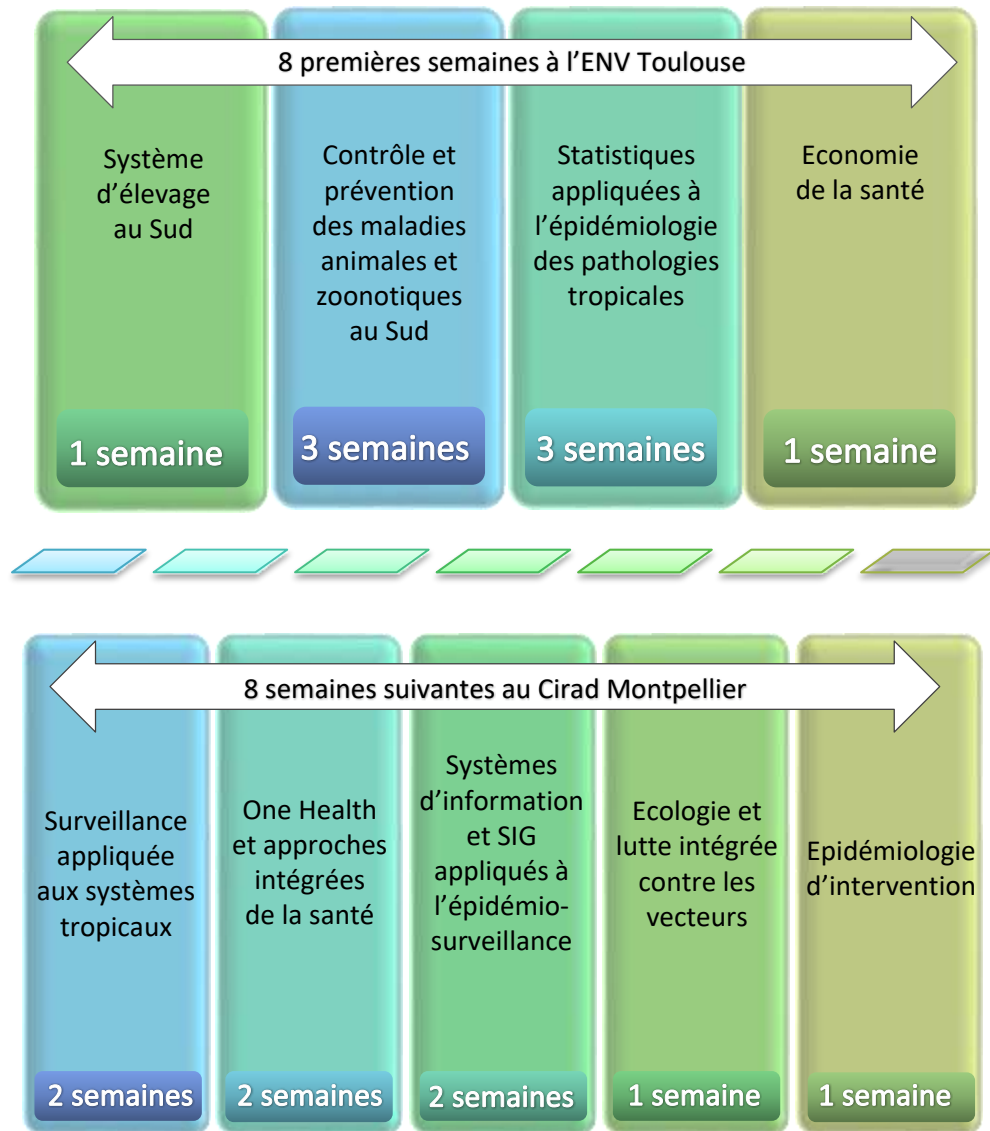 8 premières semaines à l'ENV Toulouse
Système
d'élevage
au Sud
1 semaine
Contrôle et
prévention
des maladies
animales et
zoonotiques
au Sud
3 semaines
Statistiques
appliquées à
l'épidémiologie
des pathologies
tropicales
3 semaines
Economie
de la santé
1 semaine
8 semaines suivantes au Cirad Montpellier
Surveillance
appliquée
aux systèmes
tropicaux
2 semaines
One Health
et approches
intégrées
de la santé
2 semaines
Systèmes
d'information
et SIG
appliqués à
l'épidémio-
surveillance
2 semaines
Ecologie et
lutte intégrée
contre les
vecteurs
1 semaine
Epidémiologie
d'intervention
1 semaine